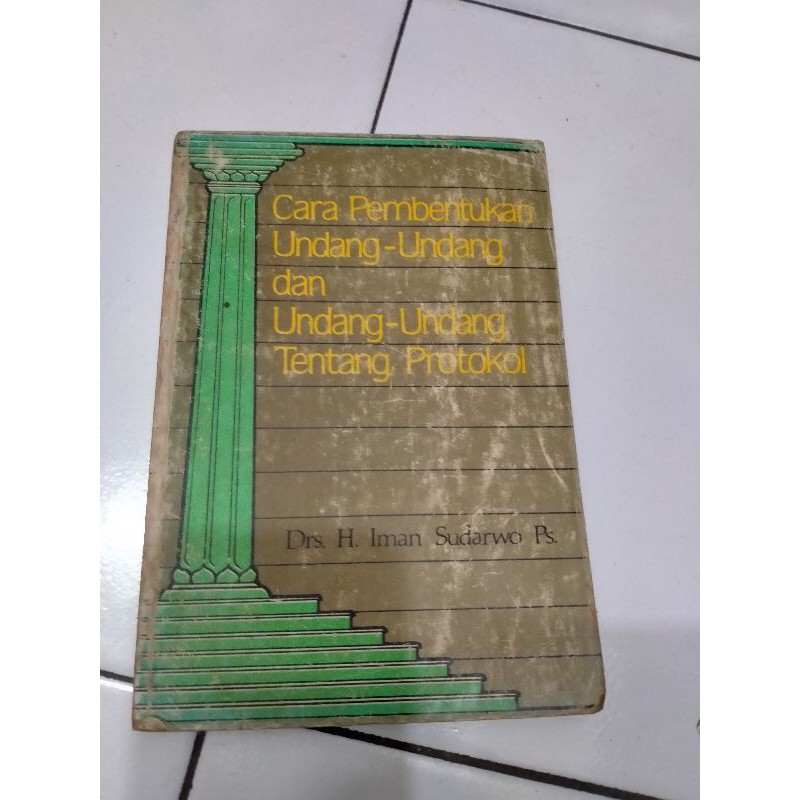 Cara Pembentukan
Undang-Undang
dan
Undang-Undang
Tentang Protokol
Drs. H. Iman Sudarwo Ps.